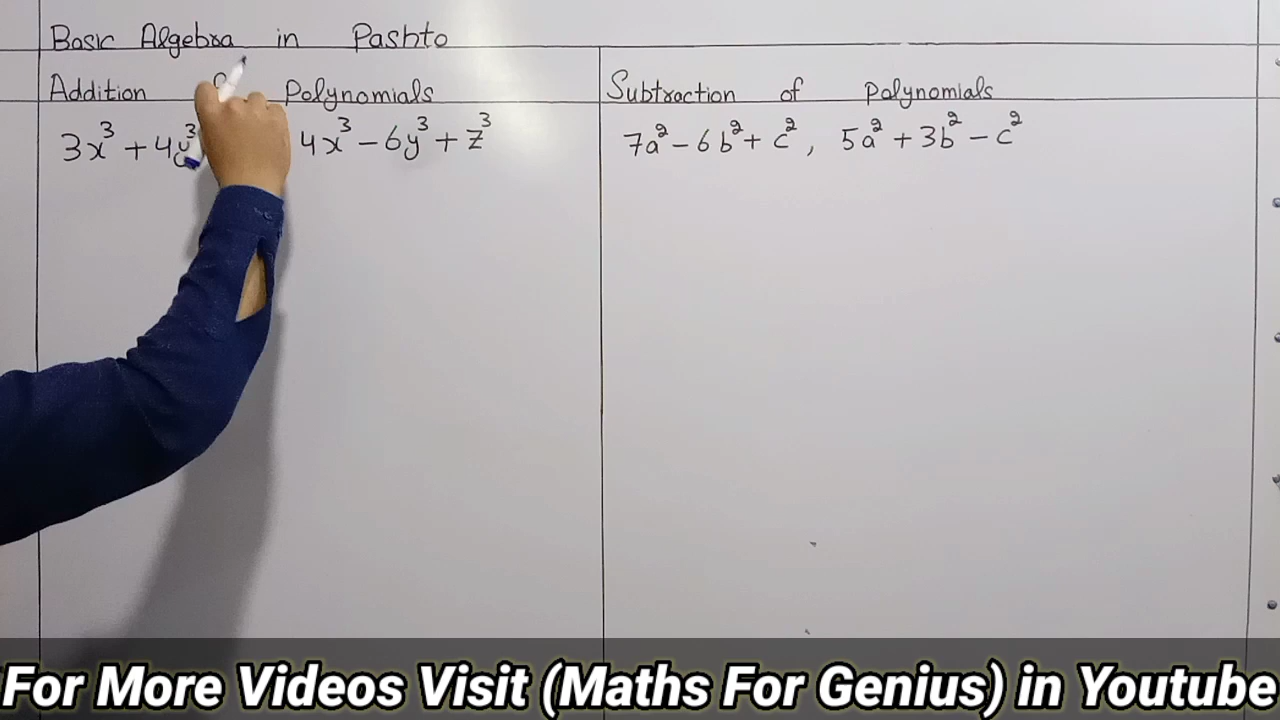 Basic Algebra in Pashto
Addition Polynomials
3x³ + 4y³ 4x³ − 6y³ + z³
Subtraction of polynomials
7a² − 6b² + c², 5a² + 3b² − c²
For More Videos Visit (Maths For Genius) in Youtube